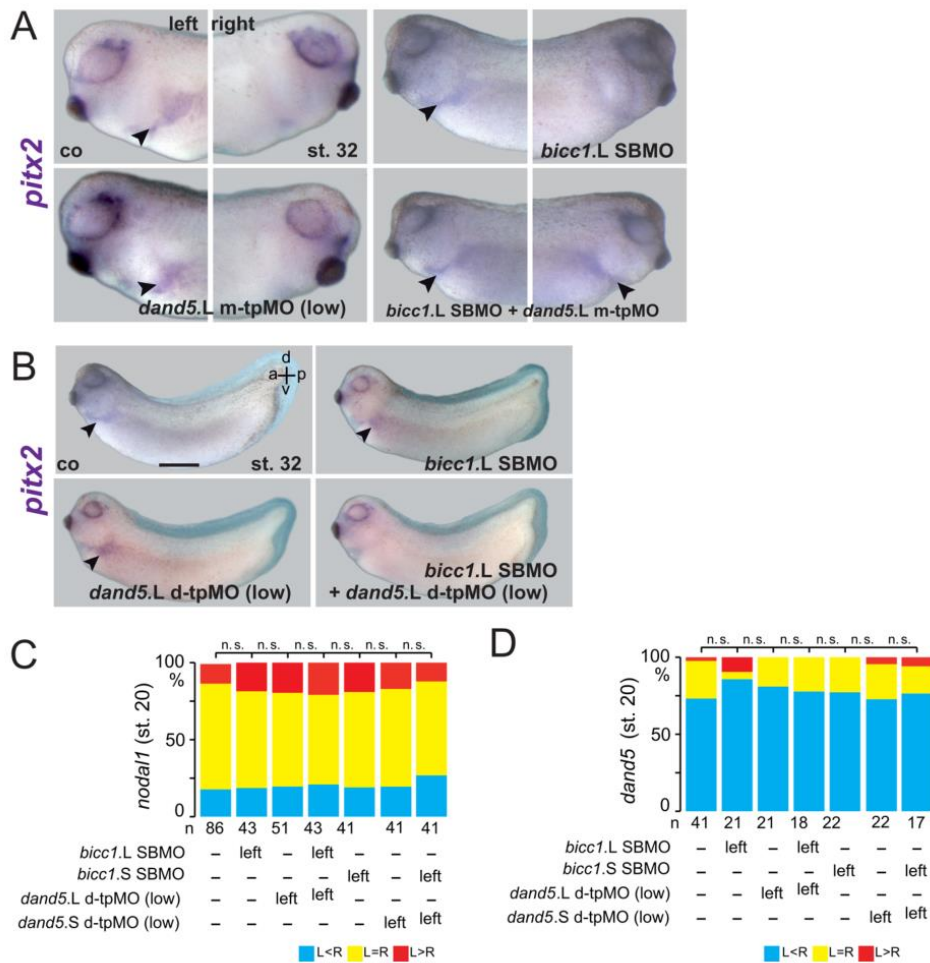 A
left right
co
st. 32
bicc1.L SBMO
pitx2
dand5.L m-tpMO (low)
bicc1.L SBMO + dand5.L m-tpMO
B
d
a p
v
co
st. 32
bicc1.L SBMO
pitx2
dand5.L d-tpMO (low)
bicc1.L SBMO
+ dand5.L d-tpMO (low)
C
n.s. n.s. n.s. n.s. n.s. n.s.
100
%
50
0
nodal1 (st. 20)
n 86 43 51 43 41 41 41
bicc1.L SBMO – left – left – – –
bicc1.S SBMO – – – – left – left
dand5.L d-tpMO (low) – – left left – – –
dand5.S d-tpMO (low) – – – – – left left
L<R L=R L>R
D
n.s. n.s. n.s. n.s. n.s. n.s.
100
%
50
0
dand5 (st. 20)
n 41 21 21 18 22 22 17
bicc1.L SBMO – left – left – – –
bicc1.S SBMO – – – – left – left
dand5.L d-tpMO (low) – – left left – – –
dand5.S d-tpMO (low) – – – – – left left
L<R L=R L>R